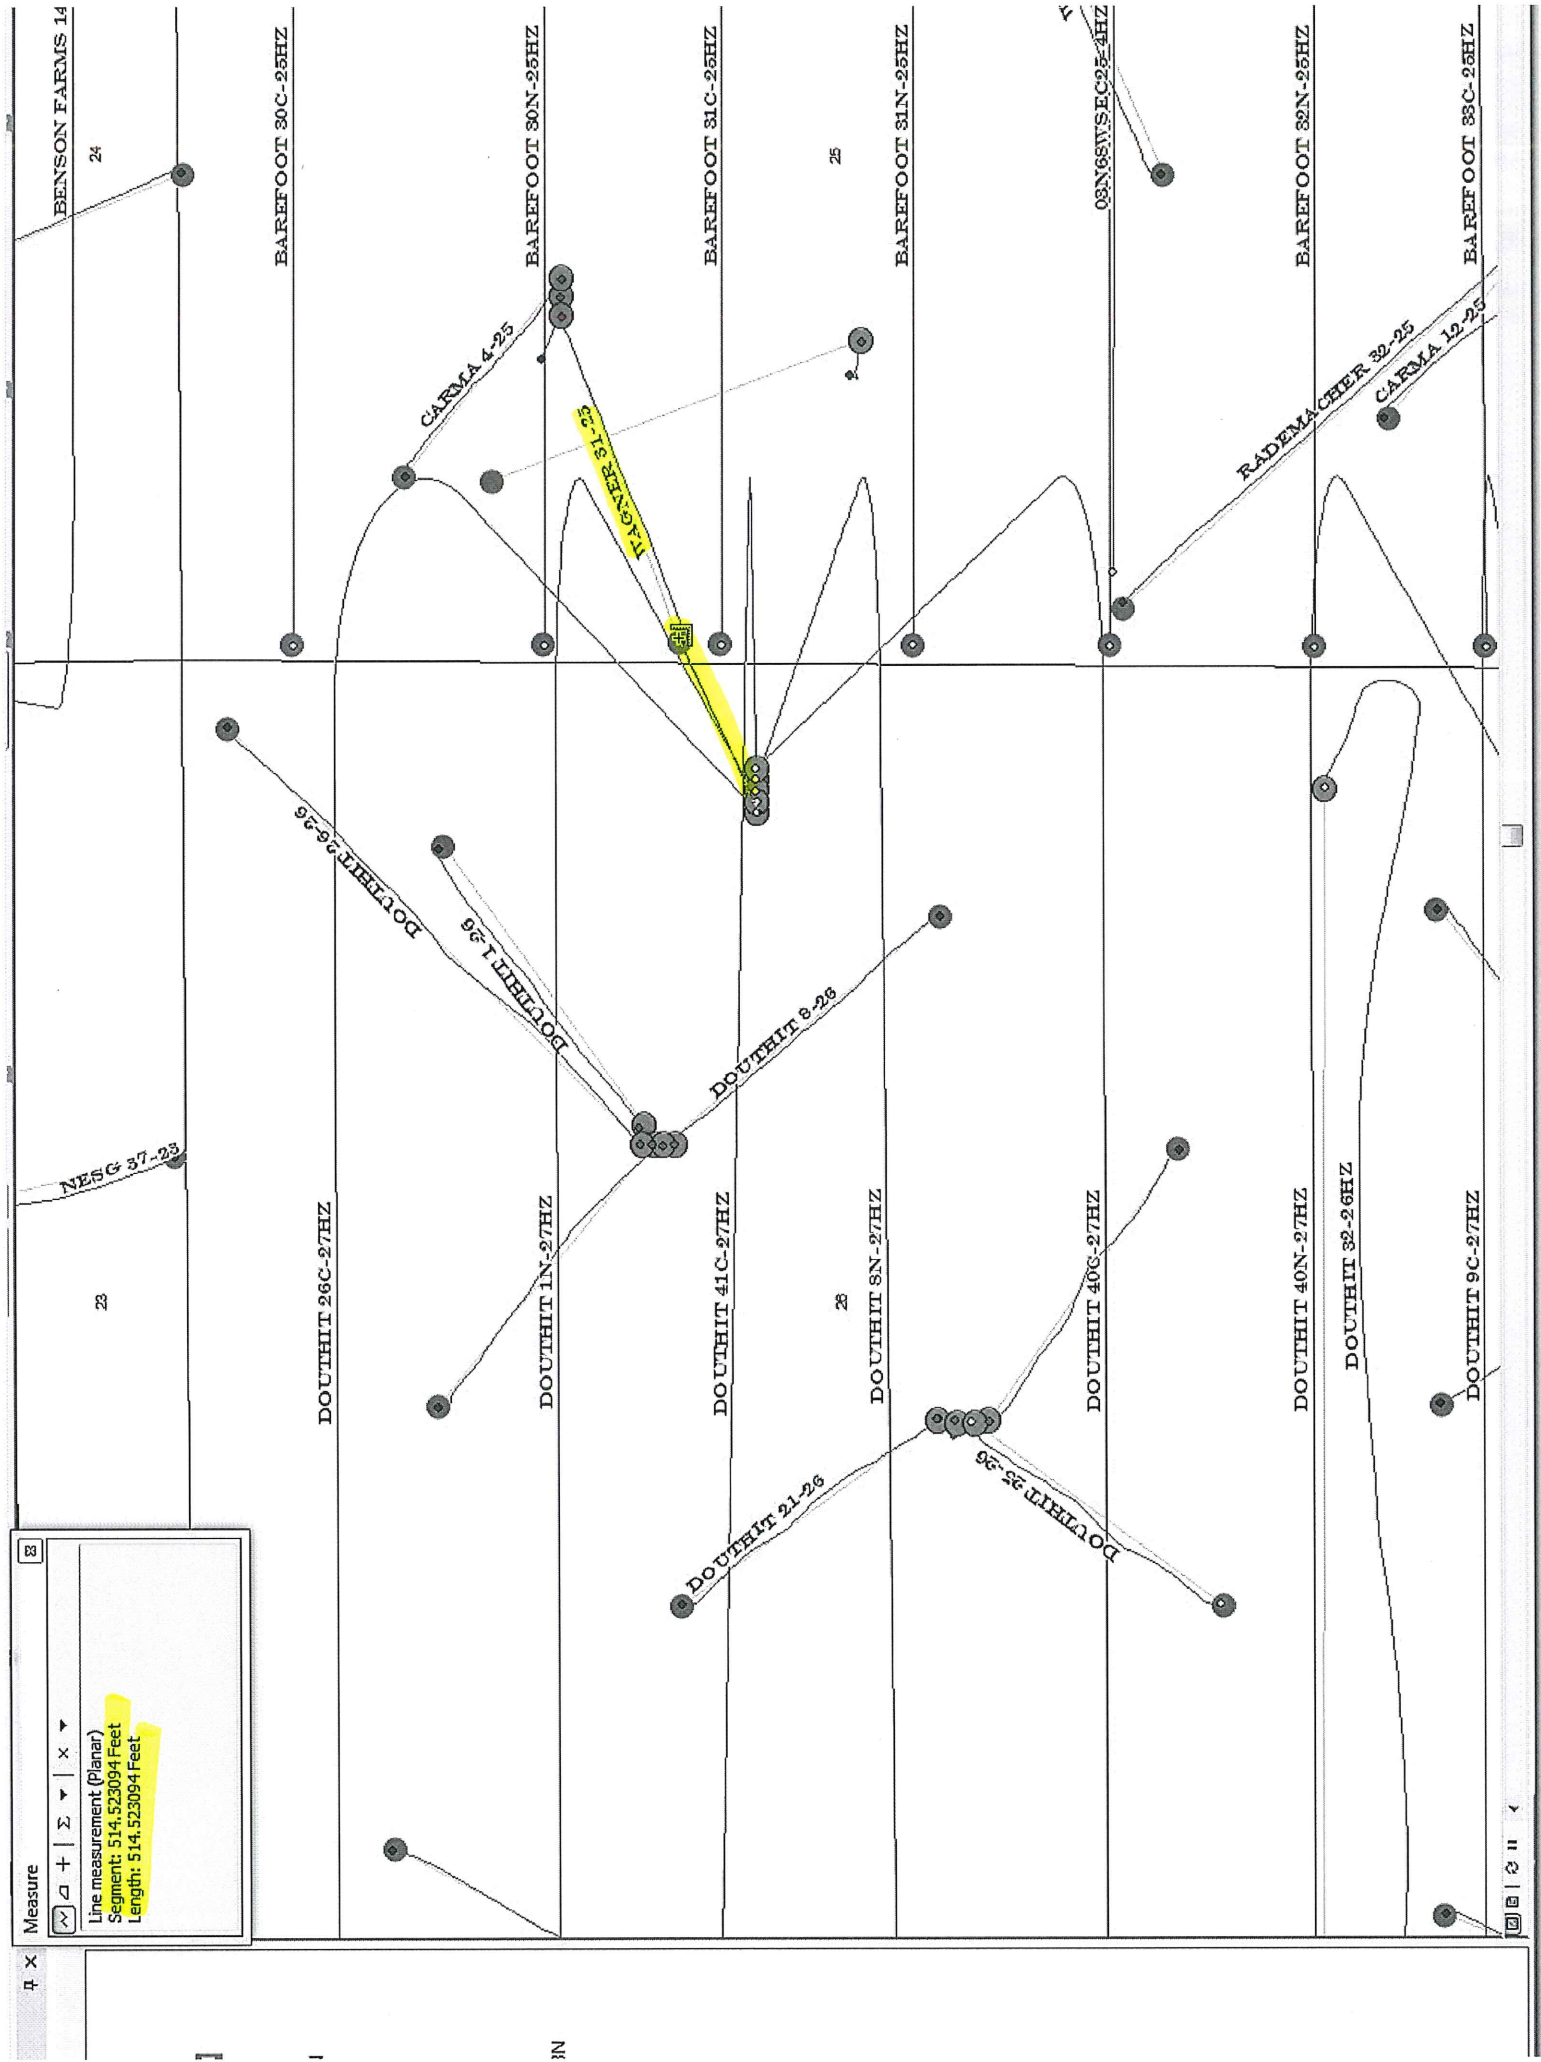 Measure
Line measurement (Planar)
Segment: 514.523094 Feet
Length: 514.523094 Feet
BENSON FARMS 14
24
BAREFOOT 30C-25HZ
BAREFOOT 30N-25HZ
BAREFOOT 31C-25HZ
25
BAREFOOT 31N-25HZ
03N68WSEC25-4HZ
BAREFOOT 32N-25HZ
BAREFOOT 33C-25HZ
CARMA 4-25
WAGNER 31-25
RADEMACHER 32-25
CARMA 12-25
DOUTHIT 26-26
DOUTHIT 1-26
DOUTHIT 8-26
NESG 37-23
23
DOUTHIT 26C-27HZ
DOUTHIT 1N-27HZ
DOUTHIT 41C-27HZ
26
DOUTHIT 8N-27HZ
DOUTHIT 40C-27HZ
DOUTHIT 40N-27HZ
DOUTHIT 32-26HZ
DOUTHIT 9C-27HZ
DOUTHIT 21-26
DOUTHIT 25-26